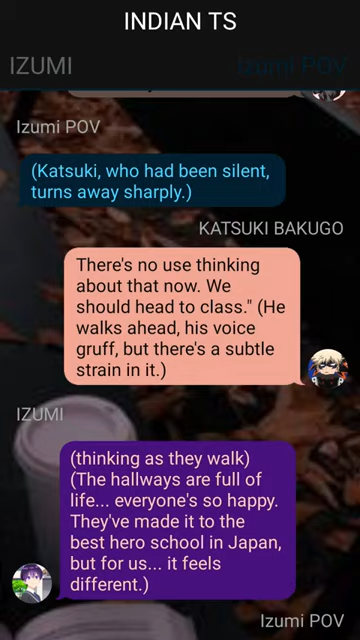 INDIAN TS
IZUMI
Izumi POV
Izumi POV
(Katsuki, who had been silent,
turns away sharply.)
KATSUKI BAKUGO
There's no use thinking
about that now. We
should head to class." (He
walks ahead, his voice
gruff, but there's a subtle
strain in it.)
IZUMI
(thinking as they walk)
(The hallways are full of
life... everyone's so happy.
They've made it to the
best hero school in Japan,
but for us... it feels
different.)
Izumi POV